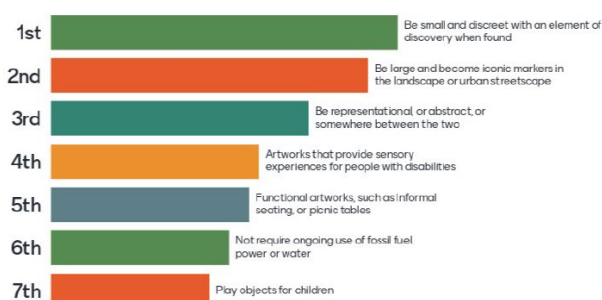 1st
Be small and discreet with an element of
discovery when found
2nd
Be large and become iconic markers in
the landscape or urban streetscape
3rd
Be representational, or abstract, or
somewhere between the two
4th
Artworks that provide sensory
experiences for people with disabilities
5th
Functional artworks, such as informal
seating, or picnic tables
6th
Not require ongoing use of fossil fuel
power or water
7th
Play objects for children